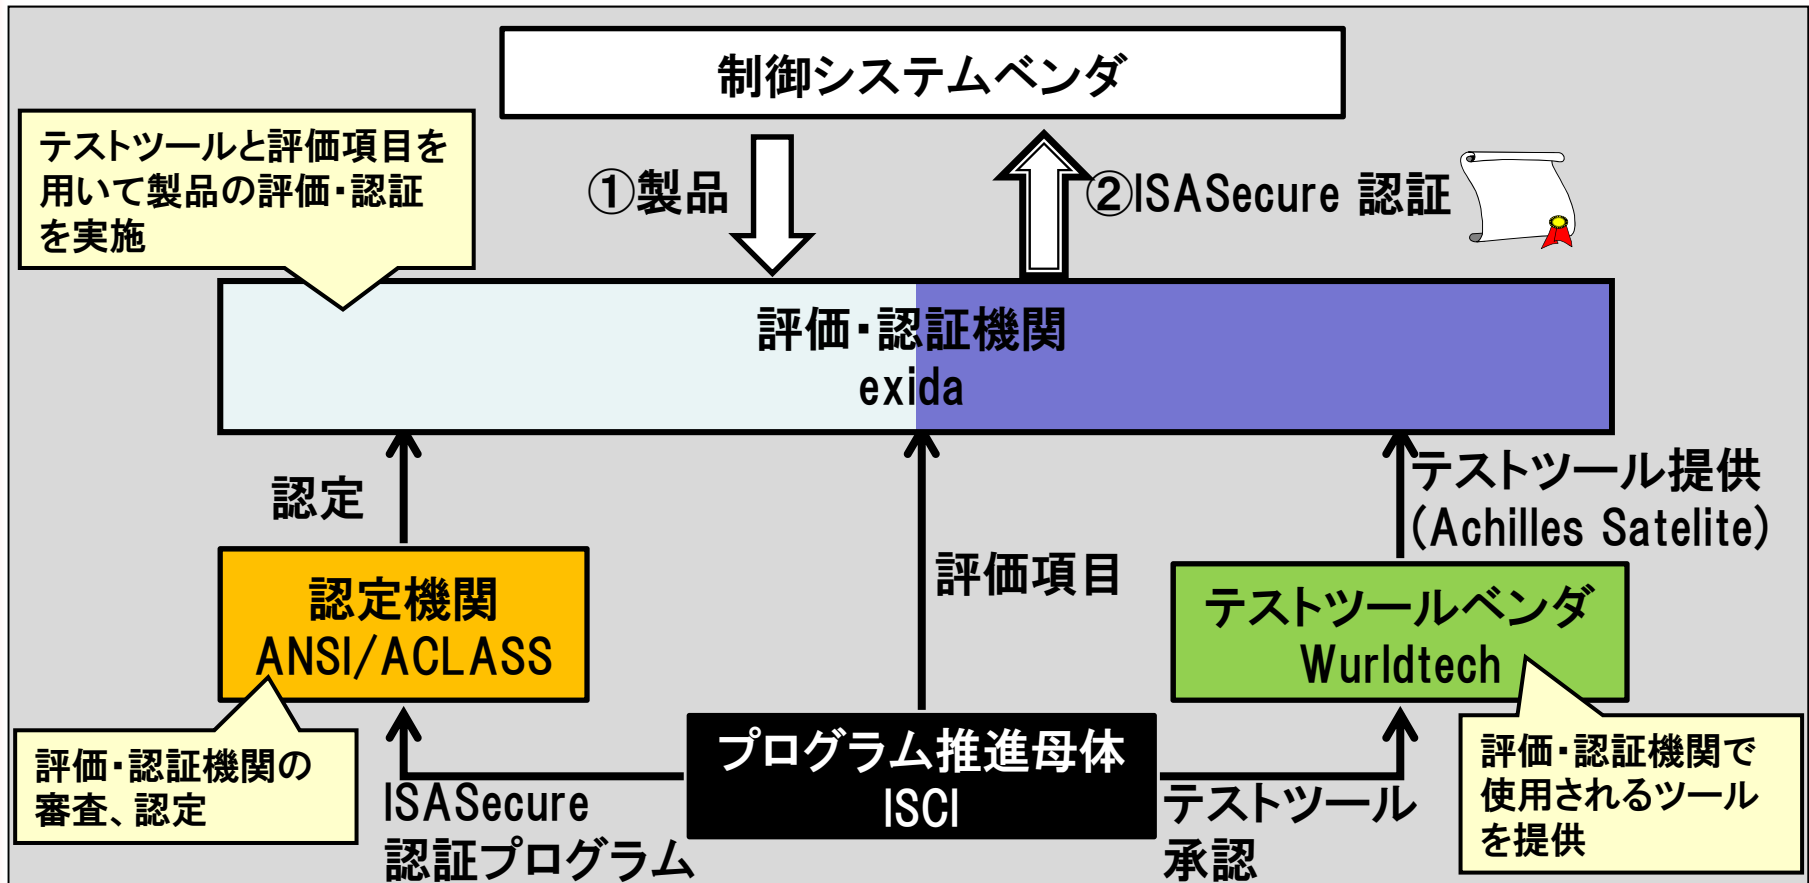 制御システムベンダ
テストツールと評価項目を
用いて製品の評価・認証
を実施
①製品
②ISASecure 認証
評価・認証機関
exida
認定
評価項目
テストツール提供
(Achilles Satelite)
認定機関
ANSI/ACLASS
テストツールベンダ
Wurldtech
評価・認証機関の
審査、認定
ISASecure
認証プログラム
プログラム推進母体
ISCI
テストツール
承認
評価・認証機関で
使用されるツール
を提供